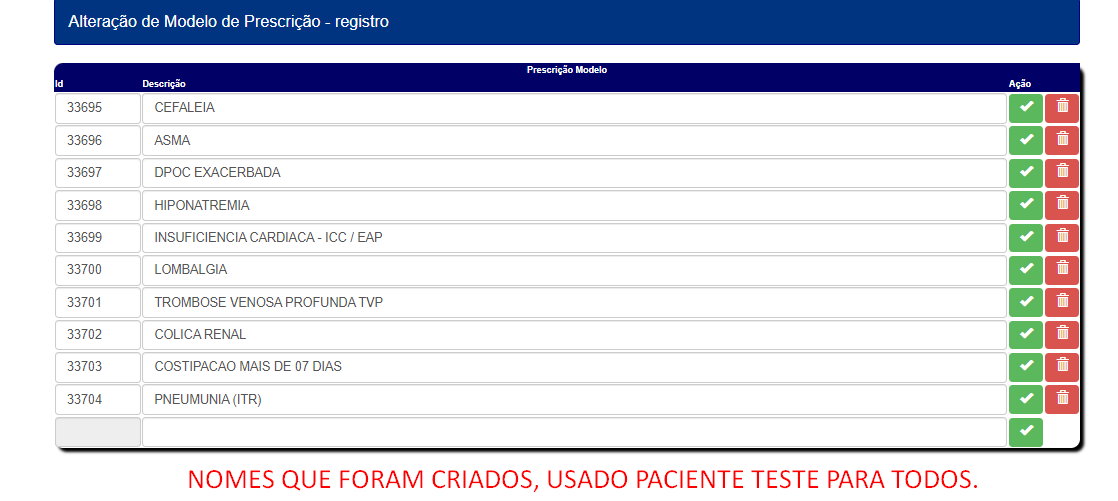 Alteração de Modelo de Prescrição - registro
Prescrição Modelo
Id Descrição Ação
33695 CEFALEIA
33696 ASMA
33697 DPOC EXACERBADA
33698 HIPONATREMIA
33699 INSUFICIENCIA CARDIACA - ICC / EAP
33700 LOMBALGIA
33701 TROMBOSE VENOSA PROFUNDA TVP
33702 COLICA RENAL
33703 COSTIPACAO MAIS DE 07 DIAS
33704 PNEUMUNIA (ITR)
NOMES QUE FORAM CRIADOS, USADO PACIENTE TESTE PARA TODOS.